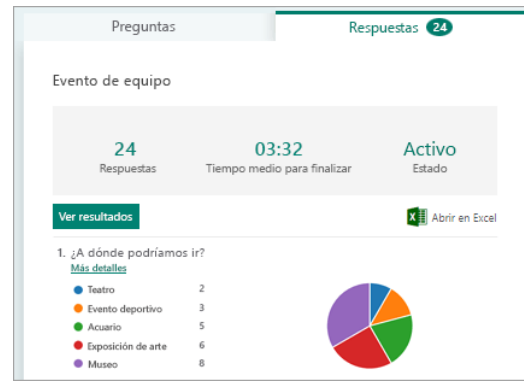 Preguntas
Respuestas 24
Evento de equipo
24
Respuestas
03:32
Tiempo medio para finalizar
Activo
Estado
Ver resultados
Abrir en Excel
1. ¿A dónde podríamos ir?
Más detalles
Teatro 2
Evento deportivo 3
Acuario 5
Exposición de arte 6
Museo 8